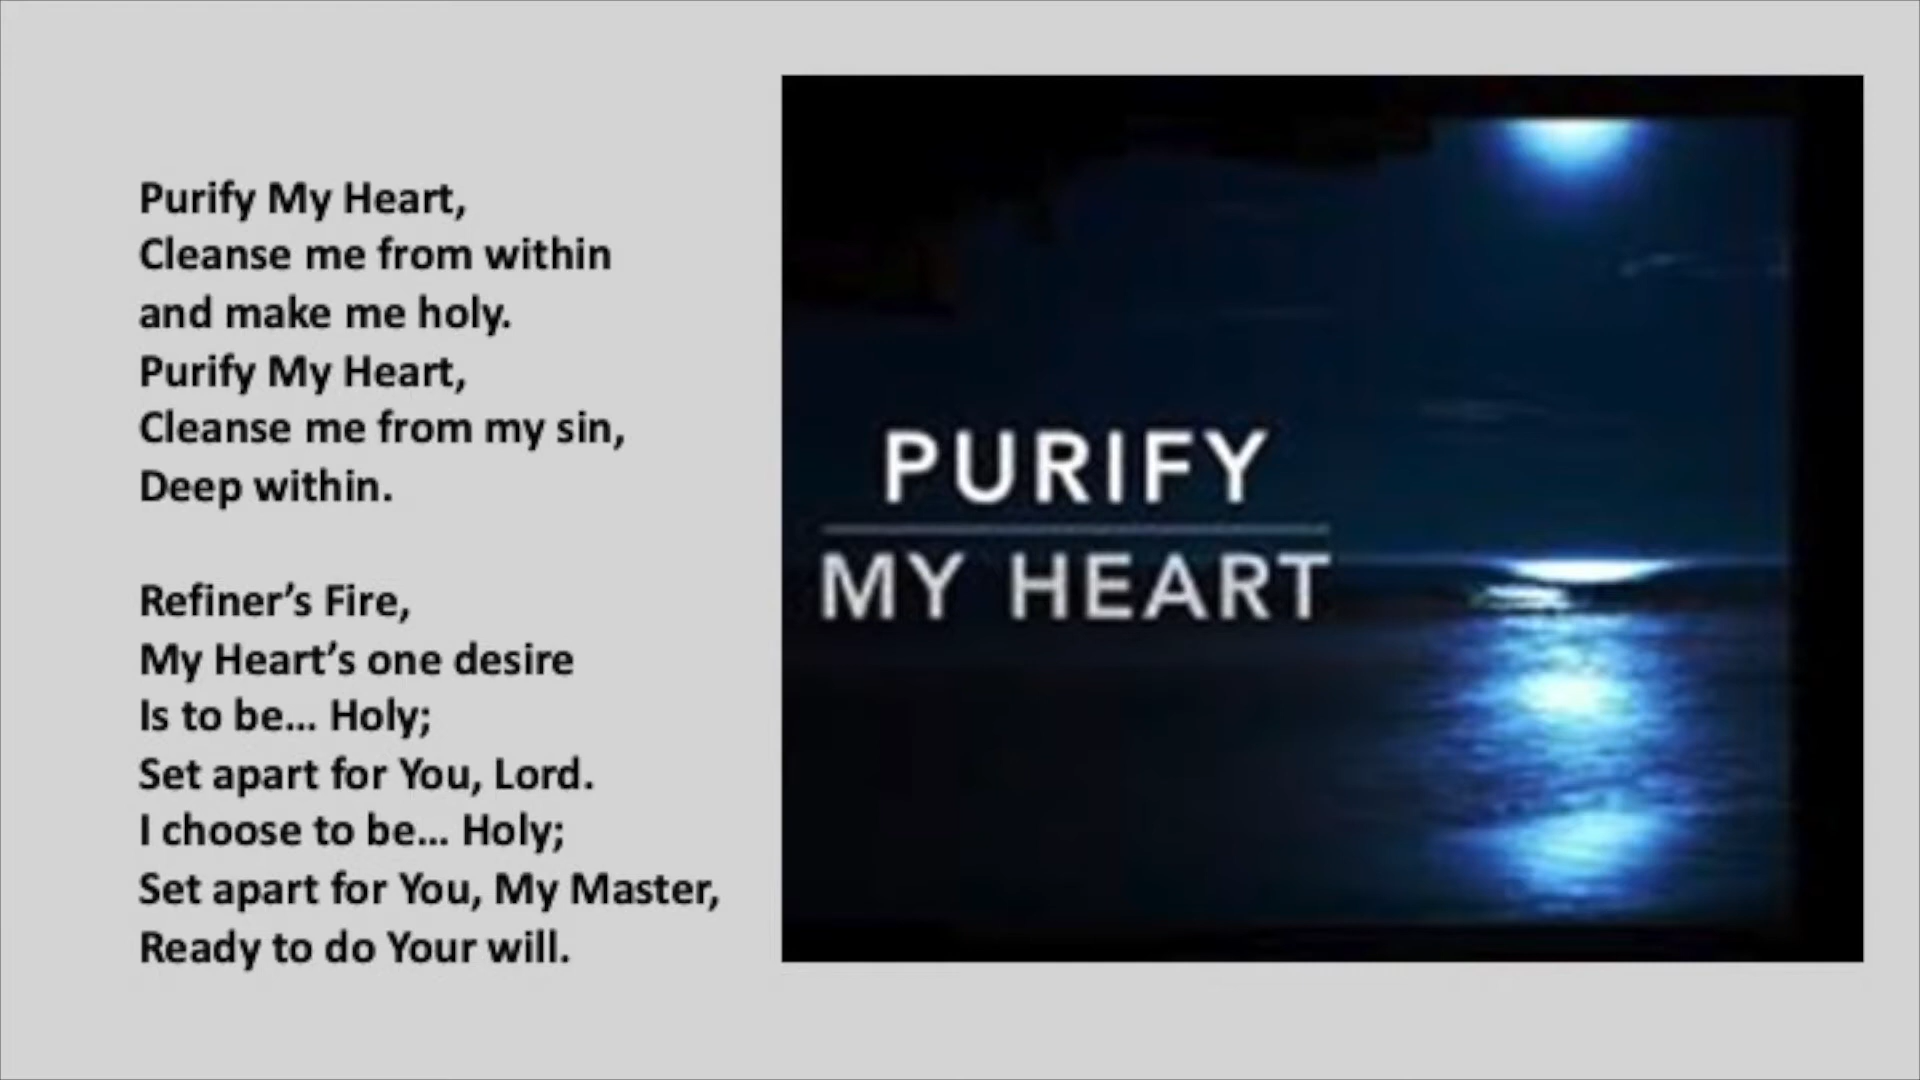 Purify My Heart,
Cleanse me from within
and make me holy.
Purify My Heart,
Cleanse me from my sin,
Deep within.
Refiner’s Fire,
My Heart’s one desire
Is to be... Holy;
Set apart for You, Lord.
I choose to be... Holy;
Set apart for You, My Master,
Ready to do Your will.
PURIFY
MY HEART